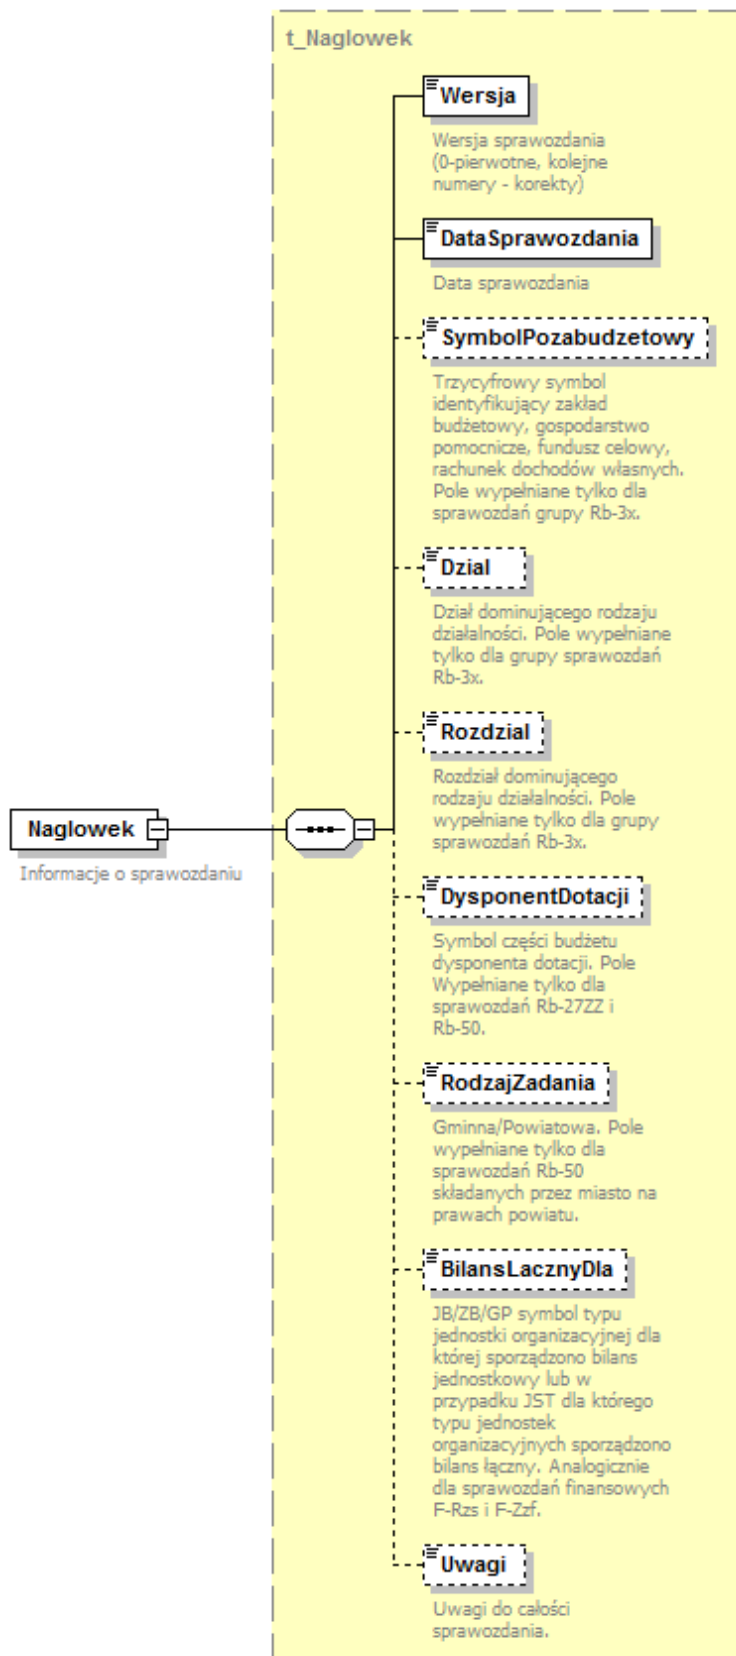 t_Naglowek
Wersja
Wersja sprawozdania
(0-pierwotne, kolejne
numery - korekty)
DataSprawozdania
Data sprawozdania
SymbolPozabudzetowy
Trzycyfrowy symbol
identyfikujący zakład
budżetowy, gospodarstwo
pomocnicze, fundusz celowy,
rachunek dochodów własnych.
Pole wypełniane tylko dla
sprawozdań grupy Rb-3x.
Dzial
Dział dominującego rodzaju
działalności. Pole wypełniane
tylko dla grupy sprawozdań
Rb-3x.
Rozdzial
Rozdział dominującego
rodzaju działalności. Pole
wypełniane tylko dla grupy
sprawozdań Rb-3x.
Naglowek
Informacje o sprawozdaniu
DysponentDotacji
Symbol części budżetu
dysponenta dotacji. Pole
Wypełniane tylko dla
sprawozdań Rb-27ZZ i
Rb-50.
RodzajZadania
Gminna/Powiatowa. Pole
wypełniane tylko dla
sprawozdań Rb-50
składanych przez miasto na
prawach powiatu.
BilansLacznyDla
JB/ZB/GP symbol typu
jednostki organizacyjnej dla
której sporządzono bilans
jednostkowy lub w
przypadku JST dla którego
typu jednostek
organizacyjnych sporządzono
bilans łączny. Analogicznie
dla sprawozdań finansowych
F-Rzs i F-Zzf.
Uwagi
Uwagi do całości
sprawozdania.